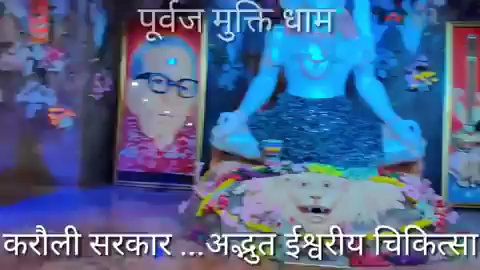 पूर्वज मुक्ति धाम
करौली सरकार ...अद्भुत ईश्वरीय चिकित्सा